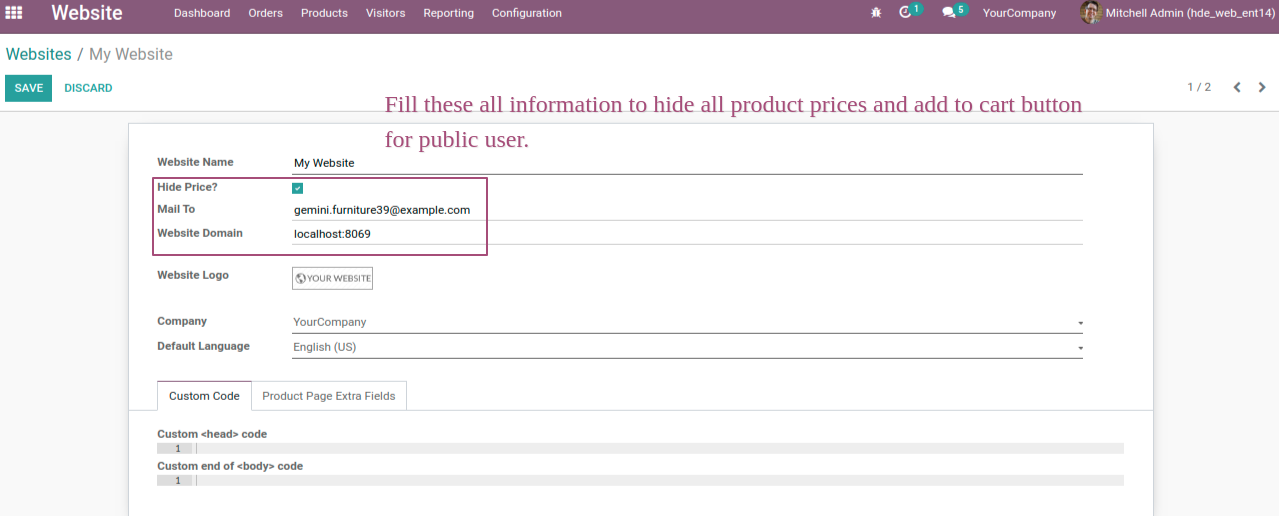 Website Dashboard Orders Products Visitors Reporting Configuration 1 5 YourCompany Mitchell Admin (hde_web_ent14)
Websites / My Website
SAVE DISCARD 1 / 2
Fill these all information to hide all product prices and add to cart button
for public user.
Website Name My Website
Hide Price?
Mail To gemini.furniture39@example.com
Website Domain localhost:8069
Website Logo YOUR WEBSITE
Company YourCompany
Default Language English (US)
Custom Code Product Page Extra Fields
Custom <head> code
1
Custom end of <body> code
1